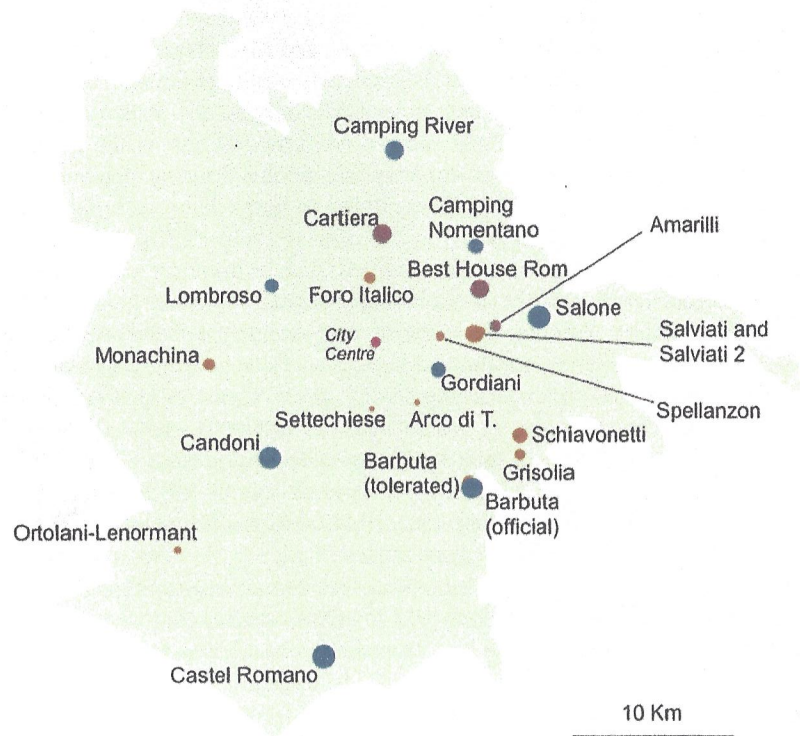 Camping River
Cartiera
Camping
Nomentano
Amarilli
Best House Rom
Lombroso
Foro Italico
Salone
City
Centre
Salviati and
Salviati 2
Monachina
Gordiani
Spellanzon
Settechiese
Arco di T.
Schiavonetti
Candoni
Barbuta
(tolerated)
Grisolia
Barbuta
(official)
Ortolani-Lenormant
Castel Romano
10 Km